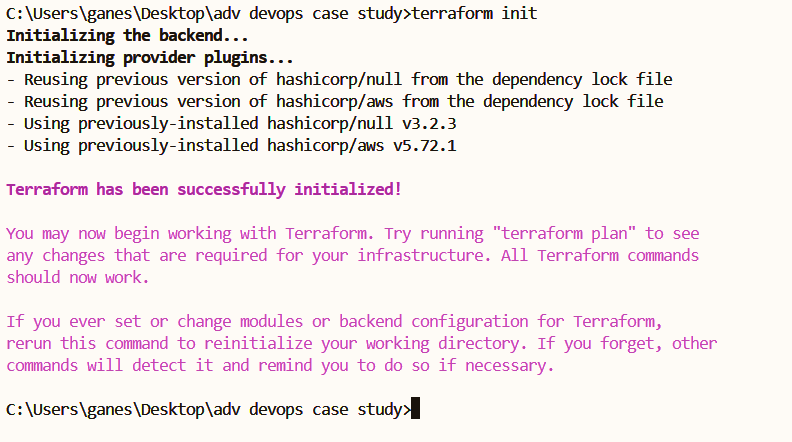 C:\Users\ganes\Desktop\adv devops case study>terraform init
Initializing the backend...
Initializing provider plugins...
- Reusing previous version of hashicorp/null from the dependency lock file
- Reusing previous version of hashicorp/aws from the dependency lock file
- Using previously-installed hashicorp/null v3.2.3
- Using previously-installed hashicorp/aws v5.72.1
Terraform has been successfully initialized!
You may now begin working with Terraform. Try running "terraform plan" to see
any changes that are required for your infrastructure. All Terraform commands
should now work.
If you ever set or change modules or backend configuration for Terraform,
rerun this command to reinitialize your working directory. If you forget, other
commands will detect it and remind you to do so if necessary.
C:\Users\ganes\Desktop\adv devops case study>